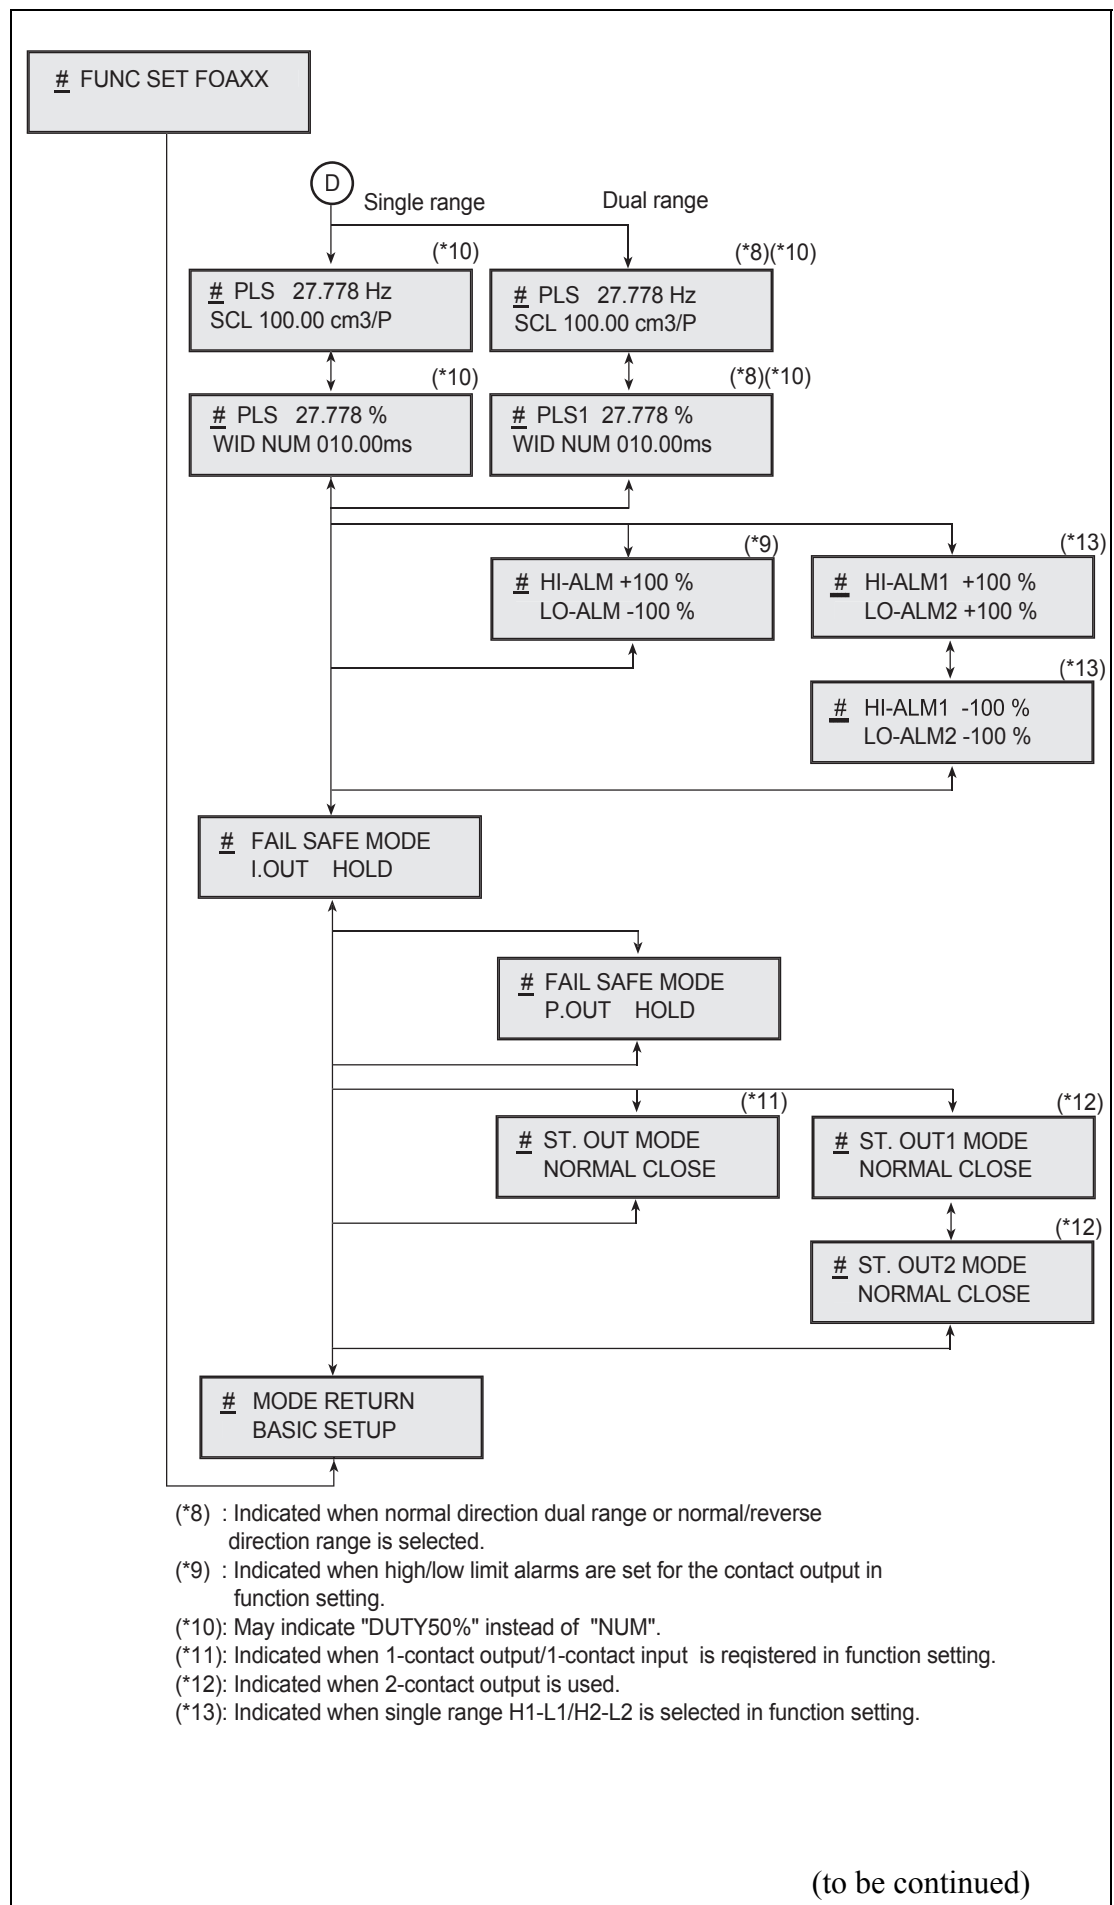 # FUNC SET FOAXX
D
Single range
Dual range
(*10)
(*8)(*10)
# PLS 27.778 Hz
SCL 100.00 cm3/P
# PLS 27.778 Hz
SCL 100.00 cm3/P
(*10)
(*8)(*10)
# PLS 27.778 %
WID NUM 010.00ms
# PLS1 27.778 %
WID NUM 010.00ms
(*9)
(*13)
# HI-ALM +100 %
LO-ALM -100 %
# HI-ALM1 +100 %
LO-ALM2 +100 %
(*13)
# HI-ALM1 -100 %
LO-ALM2 -100 %
# FAIL SAFE MODE
I.OUT HOLD
# FAIL SAFE MODE
P.OUT HOLD
(*11)
(*12)
# ST. OUT MODE
NORMAL CLOSE
# ST. OUT1 MODE
NORMAL CLOSE
(*12)
# ST. OUT2 MODE
NORMAL CLOSE
# MODE RETURN
BASIC SETUP
(*8) : Indicated when normal direction dual range or normal/reverse
direction range is selected.
(*9) : Indicated when high/low limit alarms are set for the contact output in
function setting.
(*10): May indicate "DUTY50%" instead of "NUM".
(*11): Indicated when 1-contact output/1-contact input is reqistered in function setting.
(*12): Indicated when 2-contact output is used.
(*13): Indicated when single range H1-L1/H2-L2 is selected in function setting.
(to be continued)